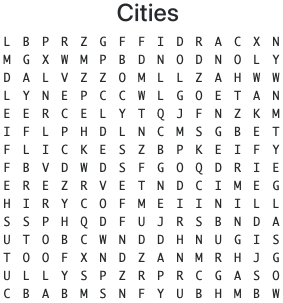 Cities
L B P R Z G F F I D R A C X N
M G X W M P B D N O D N O L Y
D A L V Z Z O M L L Z A H W W
L Y N E P C C W L G O E T A N
E E R C E L Y T Q J F N Z K M
I F L P H D L N C M S G B E T
F L I C K E S Z B P K E I F Y
F B V D W D S F G O Q D R I E
E R E Z R V E T N D C I M E G
H I R Y C O F M E I I N I L L
S S P H Q D F U J R S B N D A
U T O B C W N D D H N U G I S
T O O F X N D Z A N M R H J G
U L L Y S P Z R P R C G A S O
C B A B M S N F Y U B H M B W